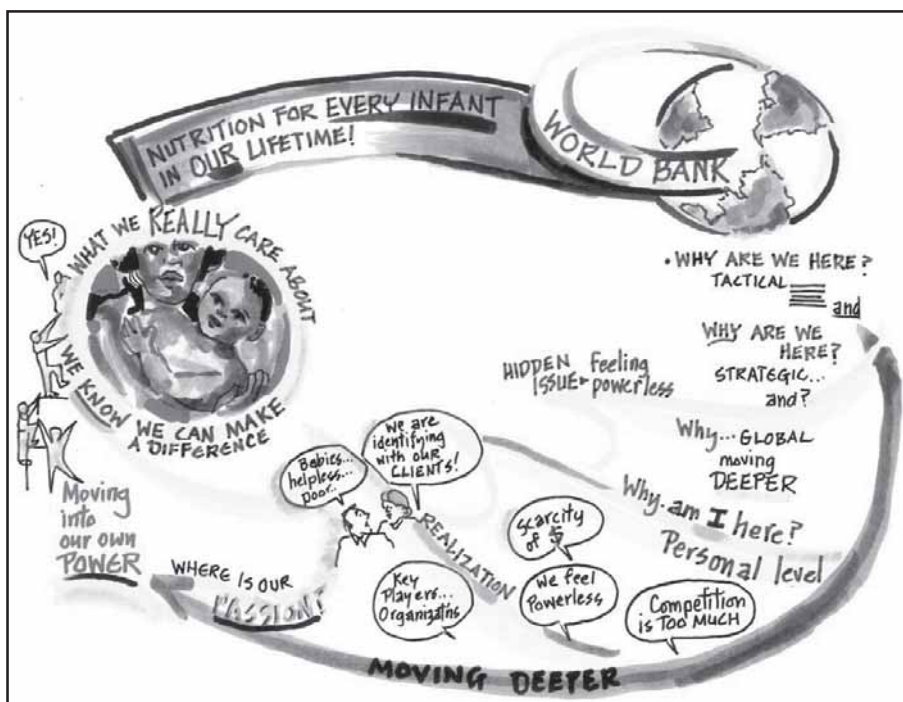 NUTRITION FOR EVERY INFANT
IN OUR LIFETIME!
WORLD BANK
YES!
WHAT WE REALLY CARE ABOUT
WE KNOW WE CAN MAKE
A DIFFERENCE
• WHY ARE WE HERE?
TACTICAL
and
WHY ARE WE
HERE?
STRATEGIC...
and?
Why... GLOBAL
moving
DEEPER
HIDDEN feeling
ISSUE- powerless
Why am I here?
Personal level
Competition
is TOO MUCH
Scarcity
of $
We feel
Powerless
REALIZATION
We are
identifying
with our
CLIENTS!
Babies...
helpless...
poor...
Key
Players...
Organizatns
WHERE IS OUR
PASSION?
Moving
into
our own
POWER
MOVING DEEPER